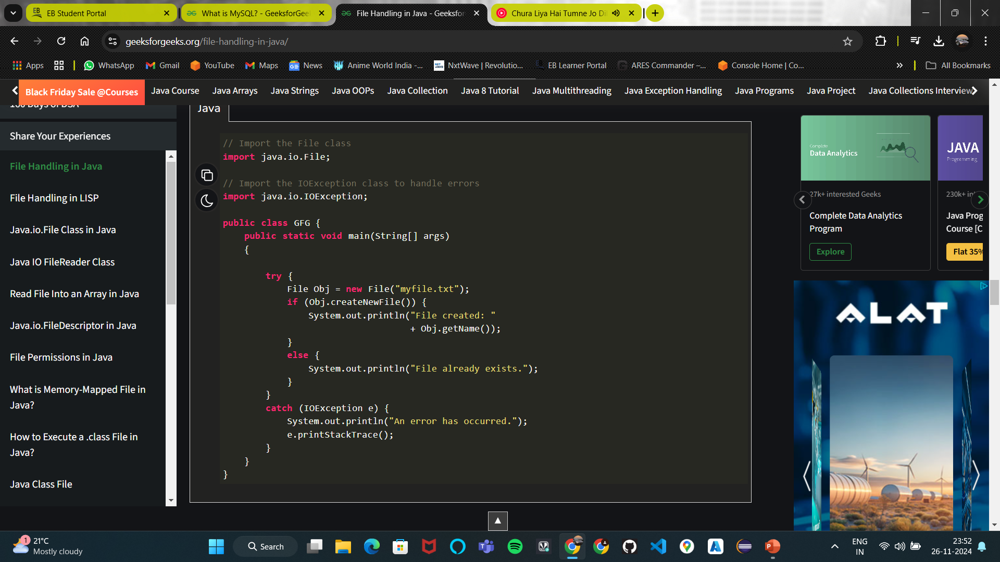 EB Student Portal
What is MySQL? - GeeksforGee
File Handling in Java - Geeksfor
Chura Liya Hai Tumne Jo Dil
geeksforgeeks.org/file-handling-in-java/
Apps
WhatsApp
Gmail
YouTube
Maps
News
Anime World India -...
NxtWave | Revolutio...
EB Learner Portal
ARES Commander –...
Console Home | Co...
All Bookmarks
Black Friday Sale @Courses
Java Course
Java Arrays
Java Strings
Java OOPs
Java Collection
Java 8 Tutorial
Java Multithreading
Java Exception Handling
Java Programs
Java Project
Java Collections Interview
Share Your Experiences
File Handling in Java
File Handling in LISP
Java.io.File Class in Java
Java IO FileReader Class
Read File Into an Array in Java
Java.io.FileDescriptor in Java
File Permissions in Java
What is Memory-Mapped File in
Java?
How to Execute a .class File in
Java?
Java Class File
Java
// Import the File class
import java.io.File;
// Import the IOException class to handle errors
import java.io.IOException;
public class GFG {
public static void main(String[] args)
{
try {
File Obj = new File("myfile.txt");
if (Obj.createNewFile()) {
System.out.println("File created: "
+ Obj.getName());
}
else {
System.out.println("File already exists.");
}
}
catch (IOException e) {
System.out.println("An error has occurred.");
e.printStackTrace();
}
}
}
Complete
Data Analytics
27k+ interested Geeks
Complete Data Analytics
Program
Explore
JAVA
Programming
230k+ in
Java Prog
Course [C
Flat 35%
ALAT
1
21°C
Mostly cloudy
Search
ENG
IN
23:52
26-11-2024